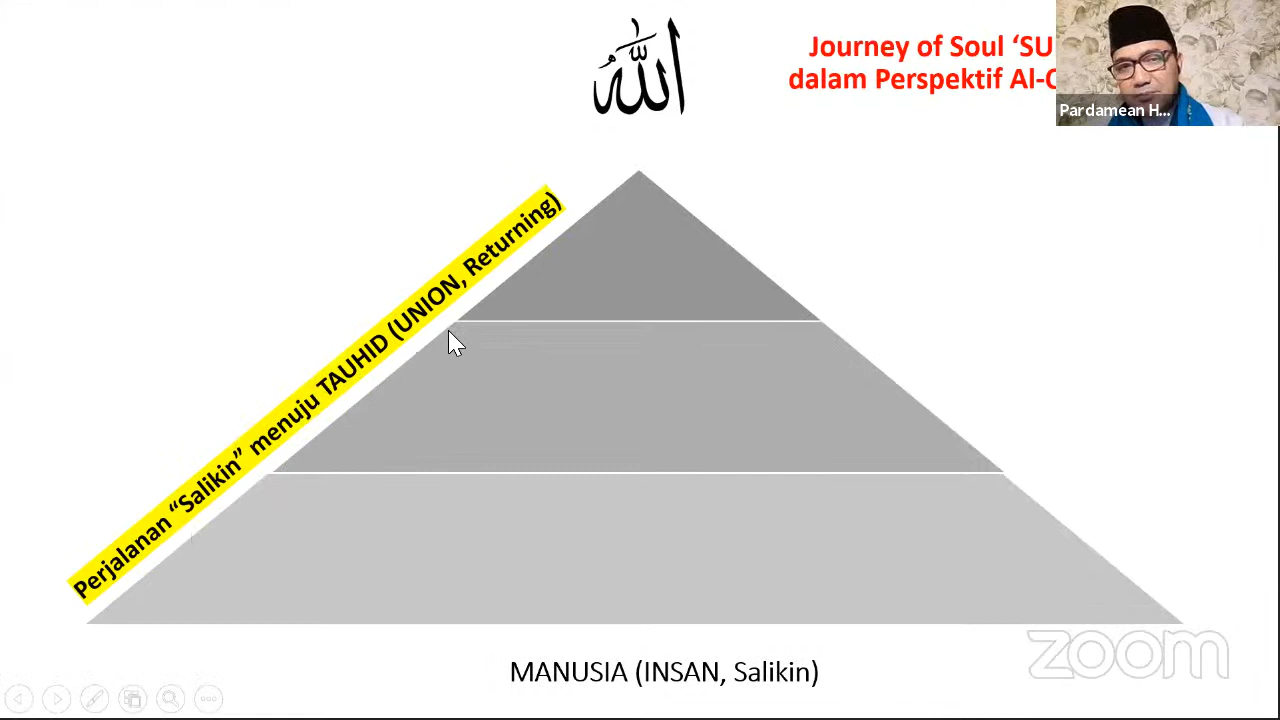 الله
Journey of Soul ‘SU
dalam Perspektif Al-
Pardamean H...
Perjalanan “Salikin” menuju TAUHID (UNION, Returning)
MANUSIA (INSAN, Salikin)
zoom